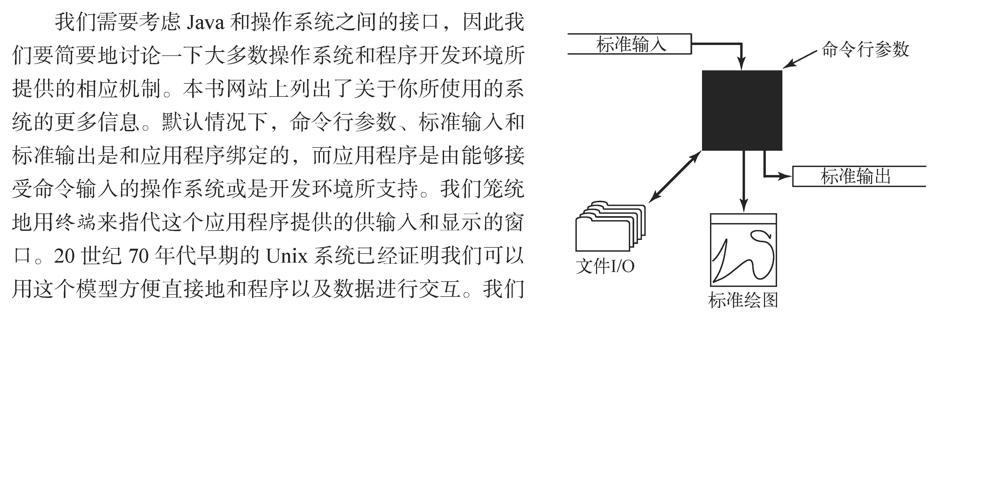 我们需要考虑 Java 和操作系统之间的接口，因此我
们要简要地讨论一下大多数操作系统和程序开发环境所
提供的相应机制。本书网站上列出了关于你所使用的系
统的更多信息。默认情况下，命令行参数、标准输入和
标准输出是和应用程序绑定的，而应用程序是由能够接
受命令输入的操作系统或是开发环境所支持。我们笼统
地用终端来指代这个应用程序提供的供输入和显示的窗
口。20 世纪 70 年代早期的 Unix 系统已经证明我们可以
用这个模型方便直接地和程序以及数据进行交互。我们
标准输入
命令行参数
标准输出
文件I/O
标准绘图